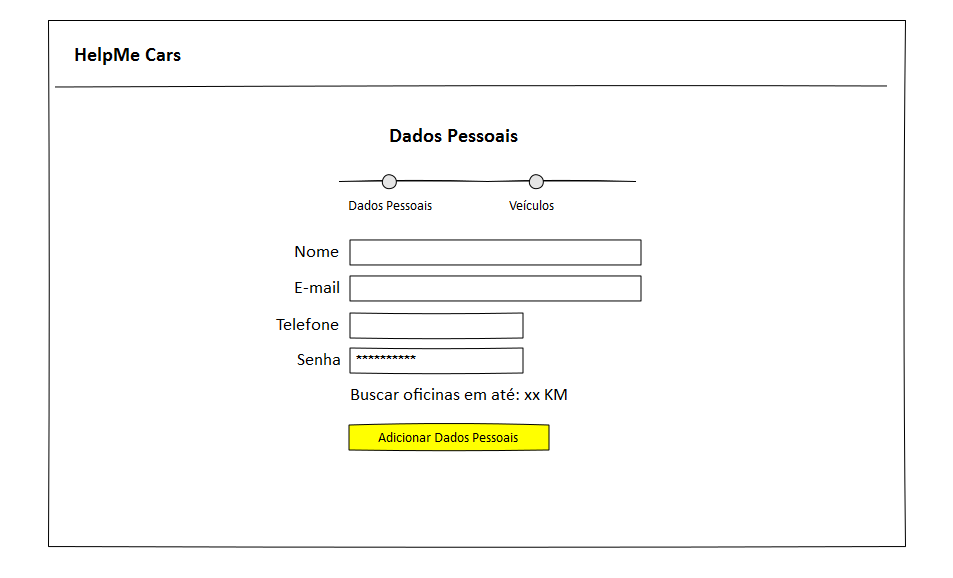 HelpMe Cars
Dados Pessoais
Dados Pessoais Veículos
Nome
E-mail
Telefone
Senha **********
Buscar oficinas em até: xx KM
Adicionar Dados Pessoais